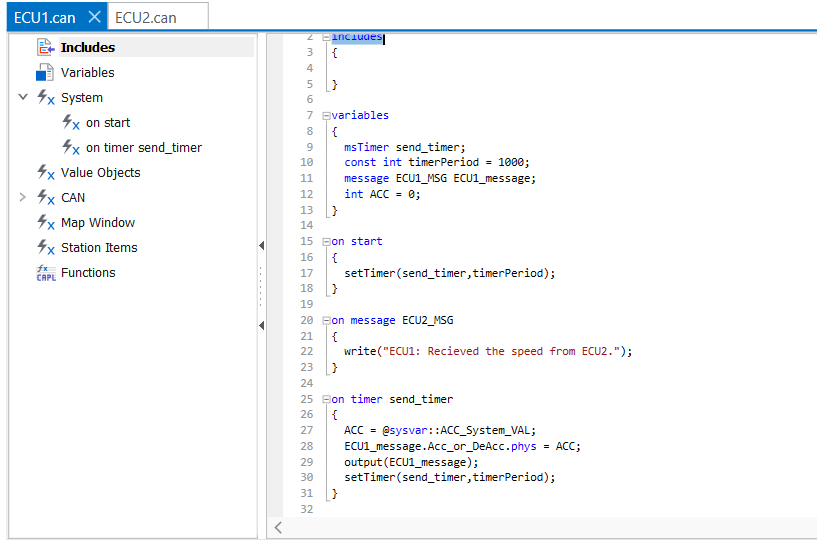 ECU1.can ECU2.can
Includes
Variables
System
on start
on timer send_timer
Value Objects
CAN
Map Window
Station Items
Functions
2 includes
3 {
4
5 }
6
7 variables
8 {
9 msTimer send_timer;
10 const int timerPeriod = 1000;
11 message ECU1_MSG ECU1_message;
12 int ACC = 0;
13 }
14
15 on start
16 {
17 setTimer(send_timer,timerPeriod);
18 }
19
20 on message ECU2_MSG
21 {
22 write("ECU1: Recieved the speed from ECU2.");
23 }
24
25 on timer send_timer
26 {
27 ACC = @sysvar::ACC_System_VAL;
28 ECU1_message.Acc_or_DeAcc.phys = ACC;
29 output(ECU1_message);
30 setTimer(send_timer,timerPeriod);
31 }
32